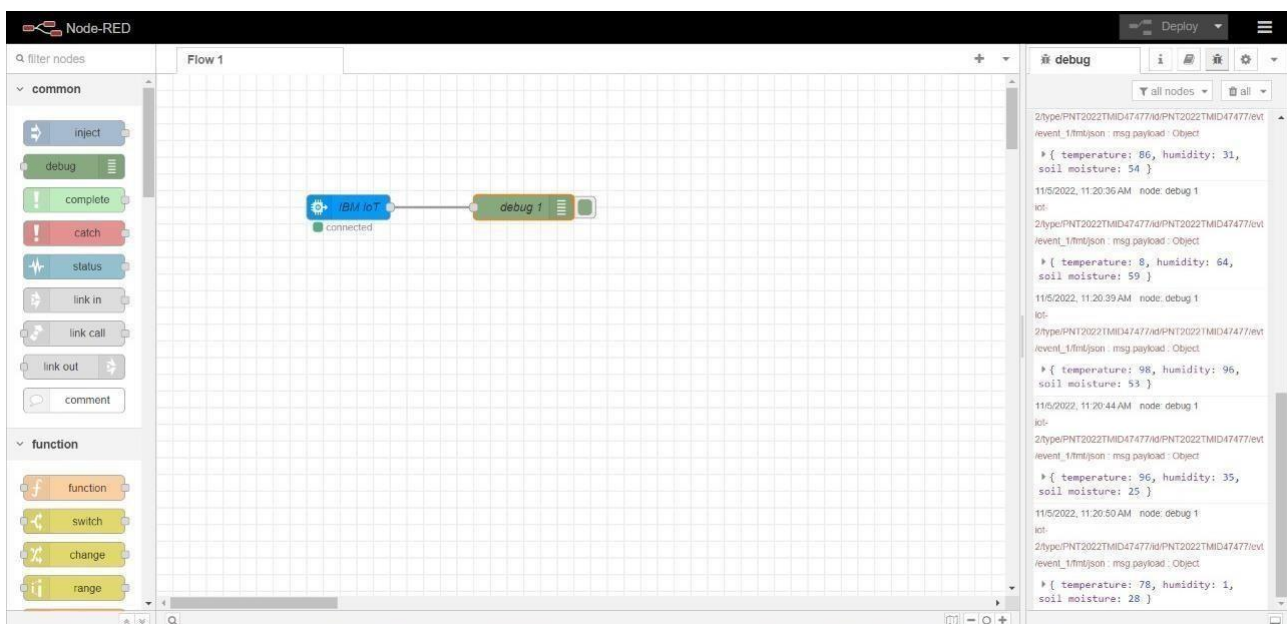 Node-RED
Deploy
filter nodes
common
inject
debug
complete
catch
status
link in
link call
link out
comment
function
function
switch
change
range
Flow 1
IBM IoT
connected
debug 1
debug
i
all nodes
all
2/type/PNT2022TMID47477/id/PNT2022TMID47477/evt
/event_1/fmt/json : msg.payload : Object
{ temperature: 86, humidity: 31,
soil moisture: 54 }
11/5/2022, 11:20:36 AM node: debug 1
iot-
2/type/PNT2022TMID47477/id/PNT2022TMID47477/evt
/event_1/fmt/json : msg.payload : Object
{ temperature: 8, humidity: 64,
soil moisture: 59 }
11/5/2022, 11:20:39 AM node: debug 1
iot-
2/type/PNT2022TMID47477/id/PNT2022TMID47477/evt
/event_1/fmt/json : msg.payload : Object
{ temperature: 98, humidity: 96,
soil moisture: 53 }
11/5/2022, 11:20:44 AM node: debug 1
iot-
2/type/PNT2022TMID47477/id/PNT2022TMID47477/evt
/event_1/fmt/json : msg.payload : Object
{ temperature: 96, humidity: 35,
soil moisture: 25 }
11/5/2022, 11:20:50 AM node: debug 1
iot-
2/type/PNT2022TMID47477/id/PNT2022TMID47477/evt
/event_1/fmt/json : msg.payload : Object
{ temperature: 78, humidity: 1,
soil moisture: 28 }